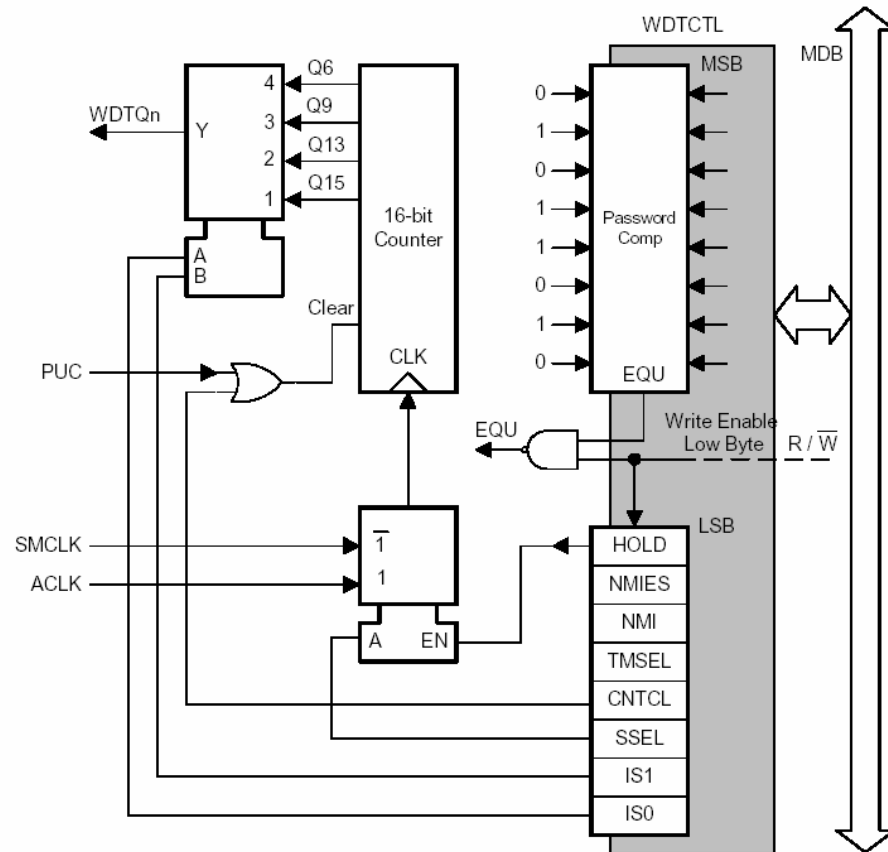 WDTCTL
MDB
MSB
WDTQn
Y
4
3
2
1
Q6
Q9
Q13
Q15
16-bit
Counter
A
B
Clear
CLK
PUC
0
1
0
1
1
0
1
0
Password
Comp
EQU
EQU
Write Enable
Low Byte
R / W̅
SMCLK
ACLK
1̅
1
A
EN
LSB
HOLD
NMIES
NMI
TMSEL
CNTCL
SSEL
IS1
IS0